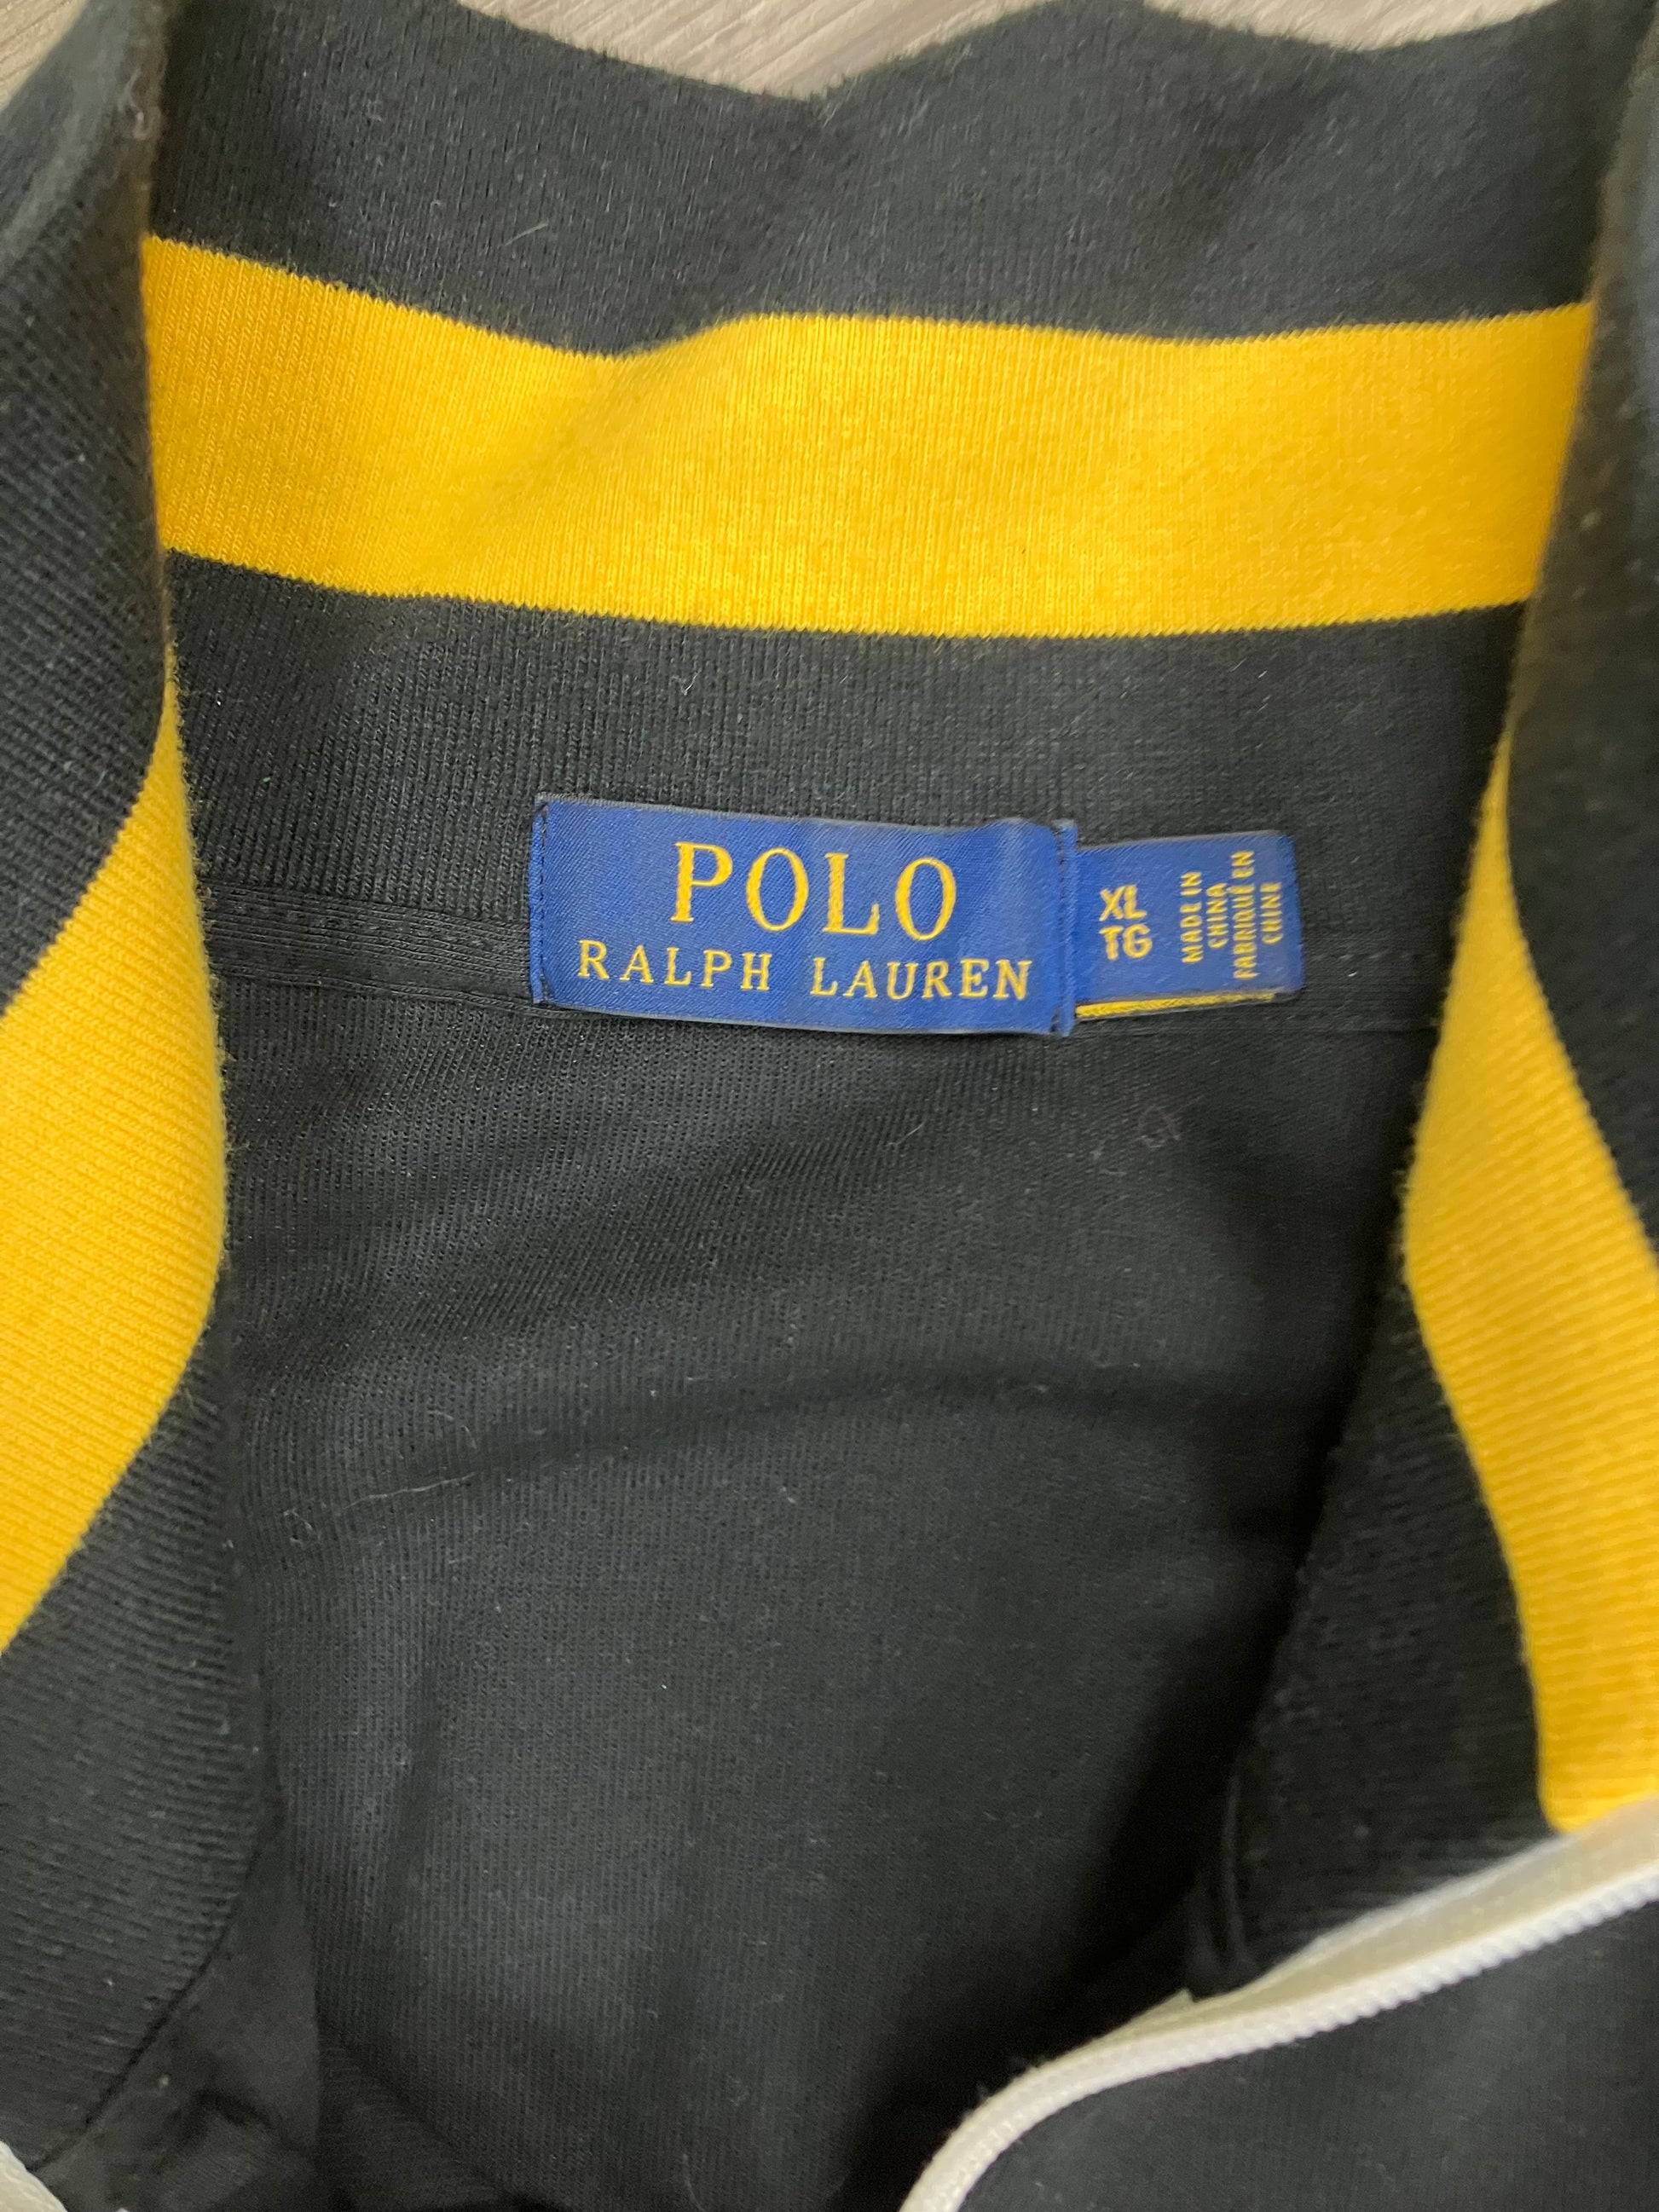 POLO
RALPH LAUREN
XL
TG
MADE IN
CHINA
FABRIQUÉ EN
CHINE